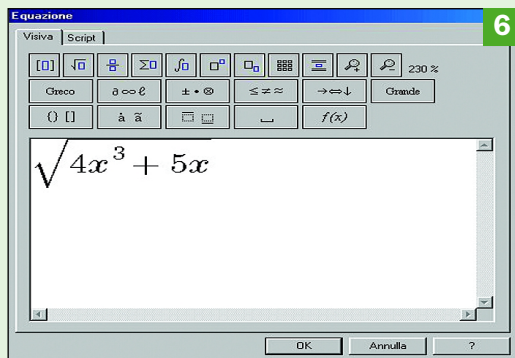 Equazione
6
Visiva Script
[▯] √▯ ▯/▯ Σ▯ ∫▯ ▯▫ ▯▫ 230 %
Greco ∂∞ℓ ± • ⊗ ≤ ≠ ≈ →⇔↓ Grande
() [] à ã f(x)
√4x³ + 5x
OK Annulla ?